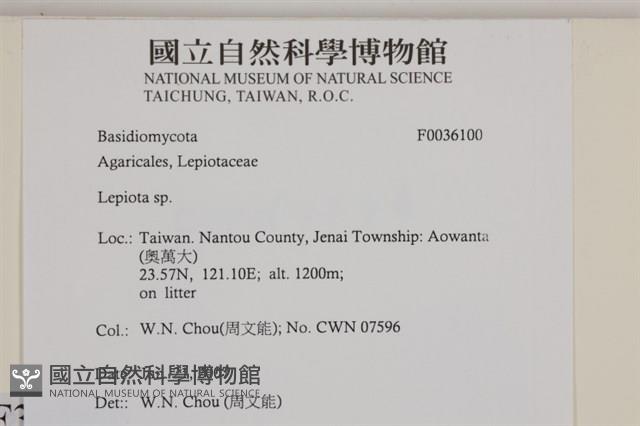 國立自然科學博物館
NATIONAL MUSEUM OF NATURAL SCIENCE
TAICHUNG, TAIWAN, R.O.C.
Basidiomycota F0036100
Agaricales, Lepiotaceae
Lepiota sp.
Loc.: Taiwan. Nantou County, Jenai Township: Aowanta
(奧萬大)
23.57N, 121.10E; alt. 1200m;
on litter
Col.: W.N. Chou(周文能); No. CWN 07596
國立自然科學博物館
NATIONAL MUSEUM OF NATURAL SCIENCE
Det:: W.N. Chou (周文能)